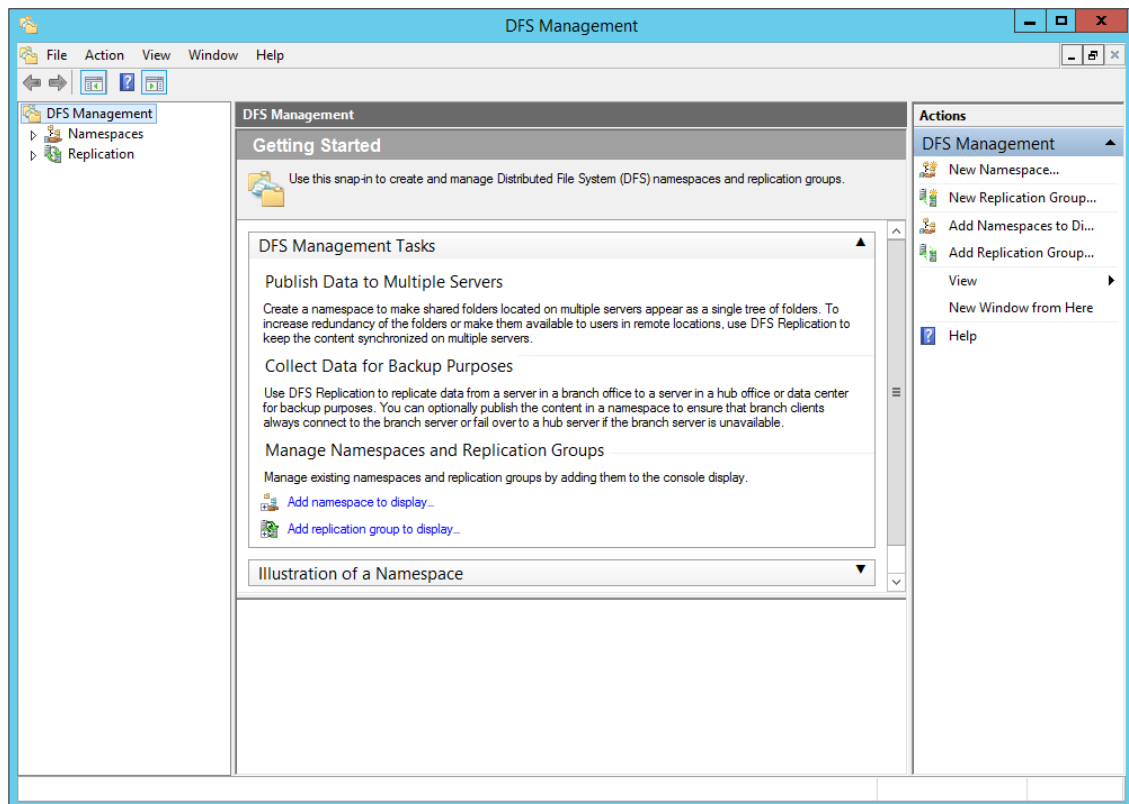 DFS Management
File Action View Window Help
DFS Management
Namespaces
Replication
DFS Management
Getting Started
Use this snap-in to create and manage Distributed File System (DFS) namespaces and replication groups.
DFS Management Tasks
Publish Data to Multiple Servers
Create a namespace to make shared folders located on multiple servers appear as a single tree of folders. To
increase redundancy of the folders or make them available to users in remote locations, use DFS Replication to
keep the content synchronized on multiple servers.
Collect Data for Backup Purposes
Use DFS Replication to replicate data from a server in a branch office to a server in a hub office or data center
for backup purposes. You can optionally publish the content in a namespace to ensure that branch clients
always connect to the branch server or fail over to a hub server if the branch server is unavailable.
Manage Namespaces and Replication Groups
Manage existing namespaces and replication groups by adding them to the console display.
Add namespace to display...
Add replication group to display...
Illustration of a Namespace
Actions
DFS Management
New Namespace...
New Replication Group...
Add Namespaces to Di...
Add Replication Group...
View
New Window from Here
Help